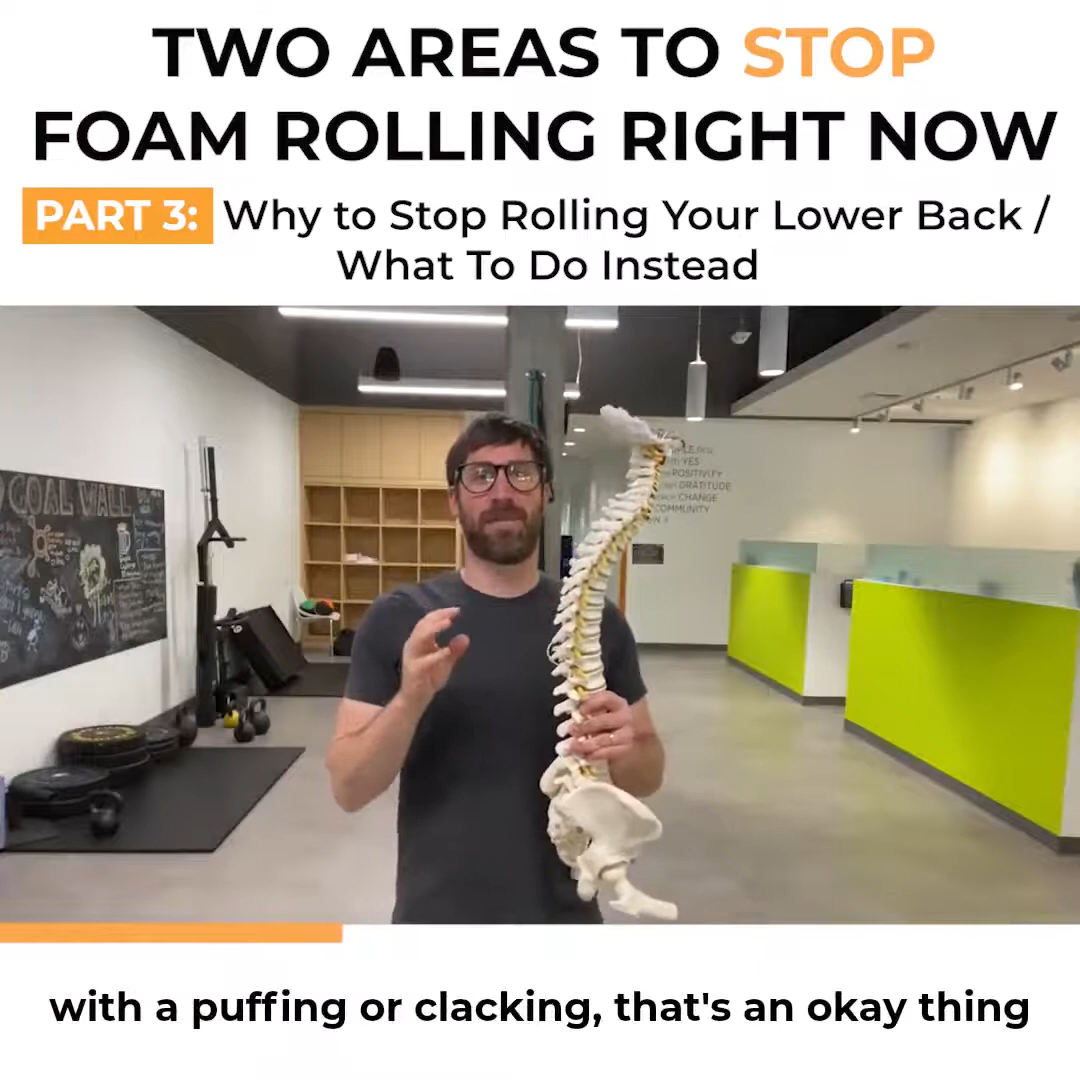 TWO AREAS TO STOP
FOAM ROLLING RIGHT NOW
PART 3: Why to Stop Rolling Your Lower Back /
What To Do Instead
GOAL WALL
YES
POSITIVITY
GRATITUDE
CHANGE
COMMUNITY
with a puffing or clacking, that's an okay thing